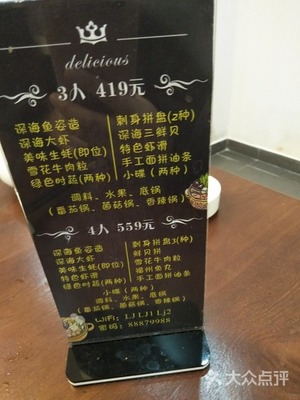 delicious
3人 419元
深海鱼姿造 刺身拼盘(2种)
深海大虾 深海三鲜贝
美味生蚝(即位) 特色虾滑
雪花牛肉粒 手工面拼油条
绿色时蔬(两种) 小碟(两种)
调料、水果、底锅
(番茄锅、菌菇锅、香辣锅)
4人 559元
深海鱼姿造 刺身拼盘3(种)
深海大虾 鲜贝拼
美味生蚝(即位) 福州鱼丸
雪花牛肉粒 手工面拼油条
特色虾滑
绿色时蔬(两种)
小碟(两种)
调料、水果、底锅
(番茄锅、菌菇锅、香辣锅)
WiFi: LJ LJ1 Lj2
密码: 88879988
大众点评